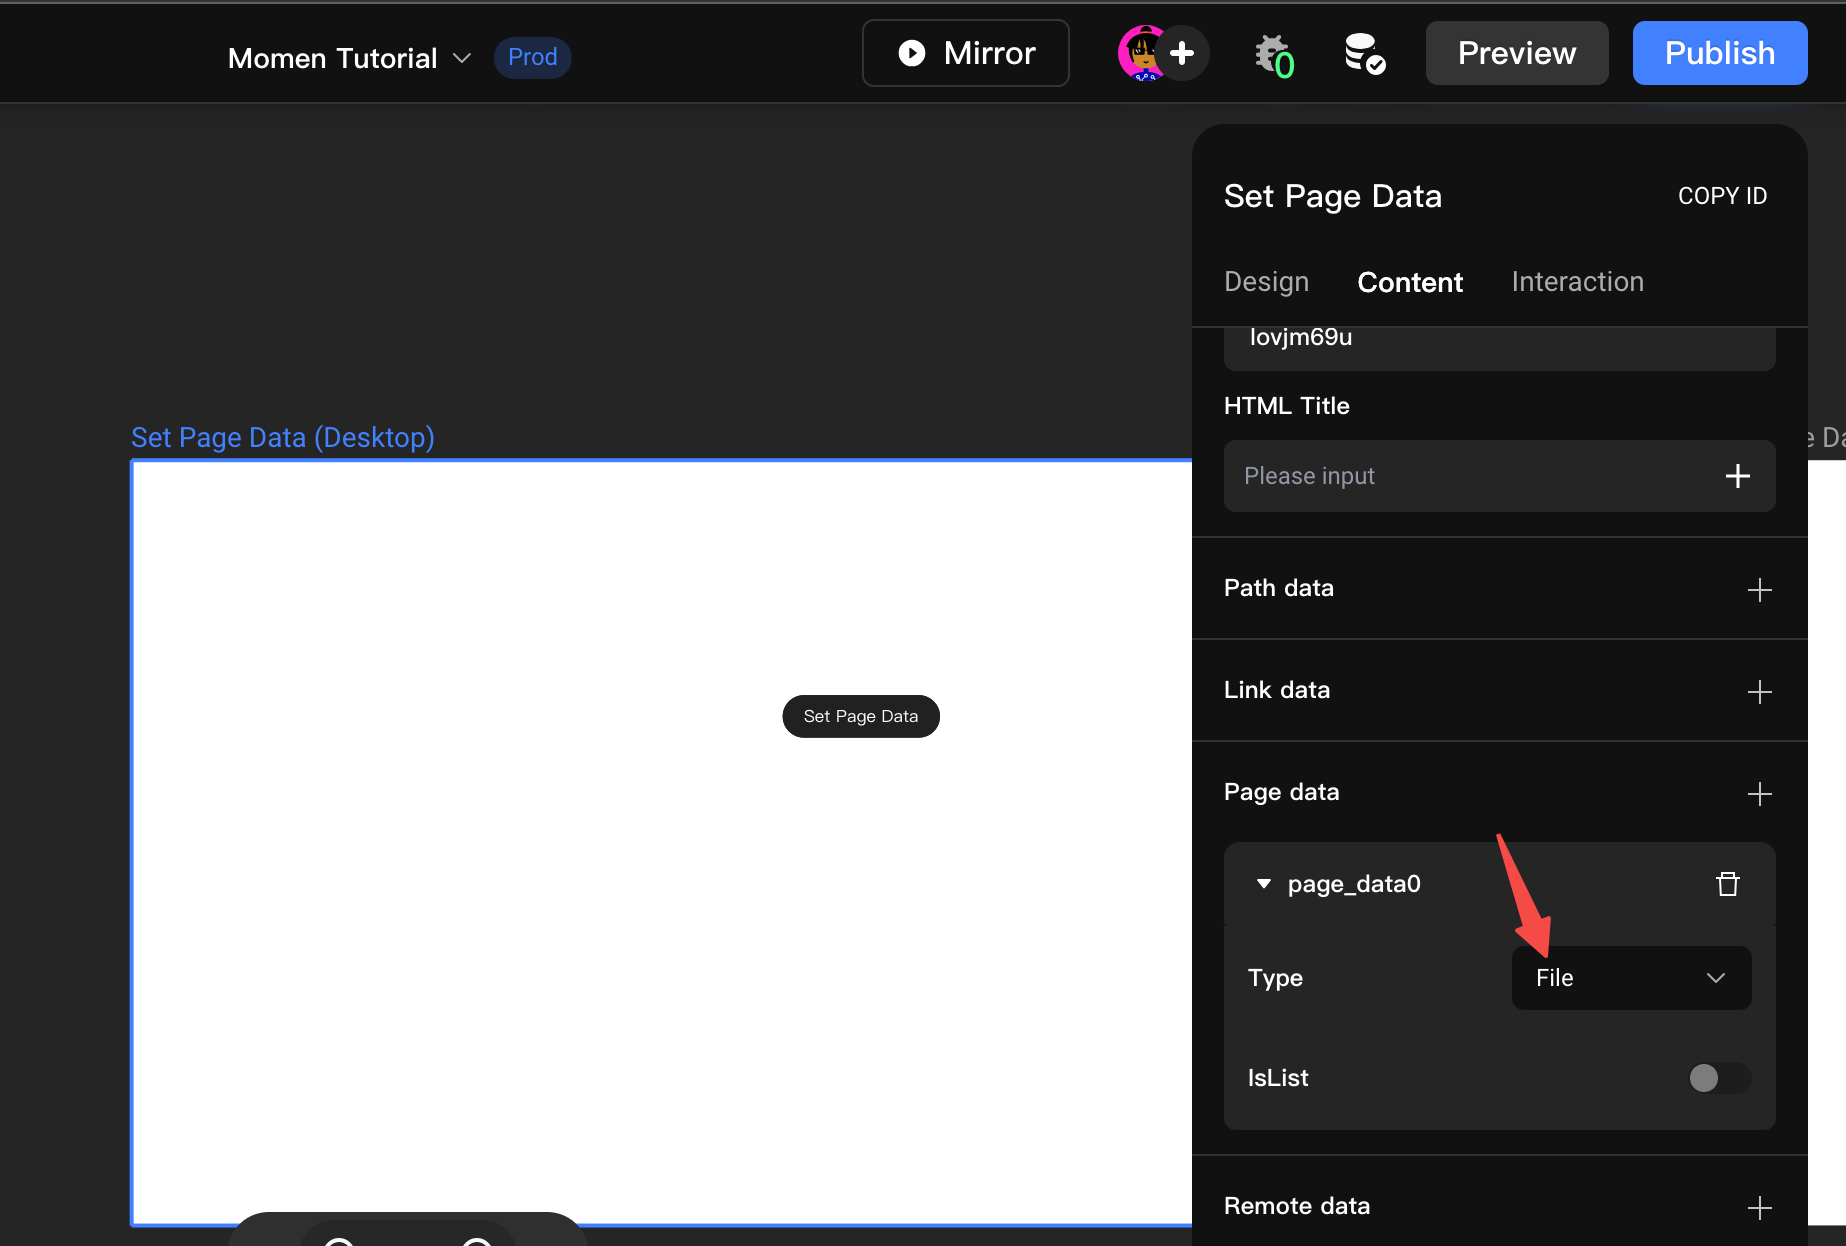 Momen Tutorial Prod Mirror 0 Preview Publish
Set Page Data COPY ID
Design Content Interaction
lovjm69u
HTML Title
Set Page Data (Desktop)
Please input
Path data
Link data
Set Page Data
Page data
page_data0
Type File
IsList
Remote data